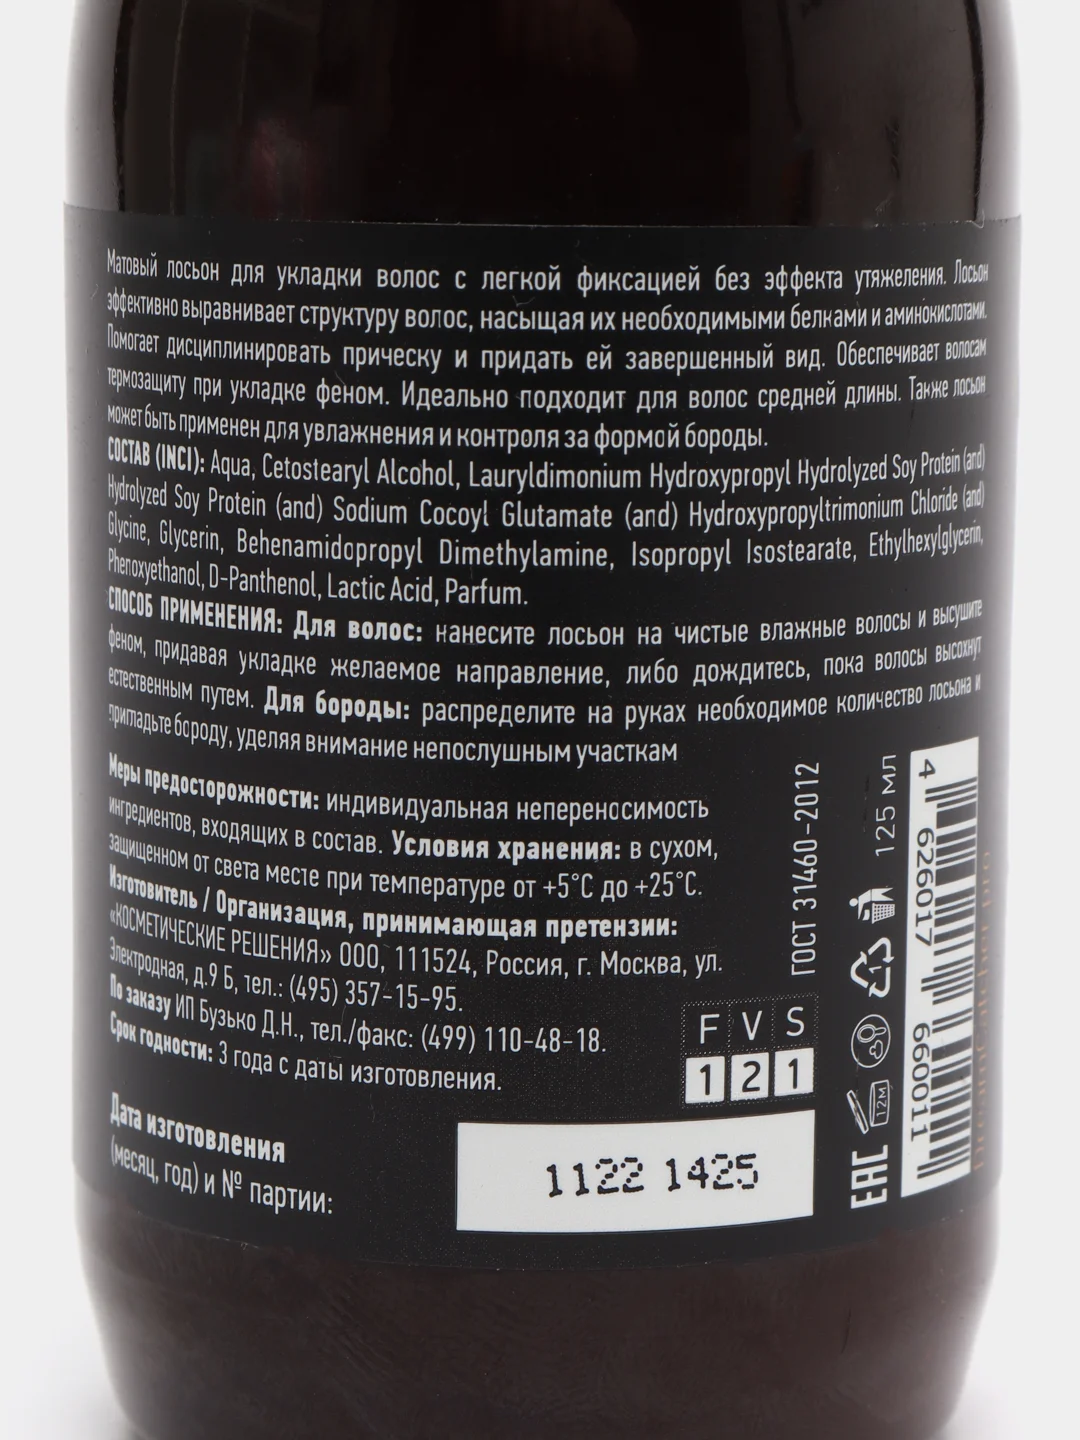 Матовый лосьон для укладки волос с легкой фиксацией без эффекта утяжеления. Лосьон
эффективно выравнивает структуру волос, насыщая их необходимыми белками и аминокислотами.
Помогает дисциплинировать прическу и придать ей завершенный вид. Обеспечивает волосам
термозащиту при укладке феном. Идеально подходит для волос средней длины. Также лосьон
может быть применен для увлажнения и контроля за формой бороды.
СОСТАВ (INCI): Aqua, Cetostearyl Alcohol, Lauryldimonium Hydroxypropyl Hydrolyzed Soy Protein (and)
Hydrolyzed Soy Protein (and) Sodium Cocoyl Glutamate (and) Hydroxypropyltrimonium Chloride (and)
Glycine, Glycerin, Behenamidopropyl Dimethylamine, Isopropyl Isostearate, Ethylhexylglycerin,
Phenoxyethanol, D-Panthenol, Lactic Acid, Parfum.
СПОСОБ ПРИМЕНЕНИЯ: Для волос: нанесите лосьон на чистые влажные волосы и высушите
феном, придавая укладке желаемое направление, либо дождитесь, пока волосы высохнут
естественным путем. Для бороды: распределите на руках необходимое количество лосьона и
пригладьте бороду, уделяя внимание непослушным участкам
Меры предосторожности: индивидуальная непереносимость
ингредиентов, входящих в состав. Условия хранения: в сухом,
защищенном от света месте при температуре от +5°C до +25°C.
Изготовитель / Организация, принимающая претензии:
«КОСМЕТИЧЕСКИЕ РЕШЕНИЯ» ООО, 111524, Россия, г. Москва, ул.
Электродная, д.9 Б, тел.: (495) 357-15-95.
По заказу ИП Бузько Д.Н., тел./факс: (499) 110-48-18.
Срок годности: 3 года с даты изготовления.
Дата изготовления
(месяц, год) и № партии:
1122 1425
F V S
1 2 1
ГОСТ 31460-2012
125 МЛ
1
12М
EAC
4 626017 660011